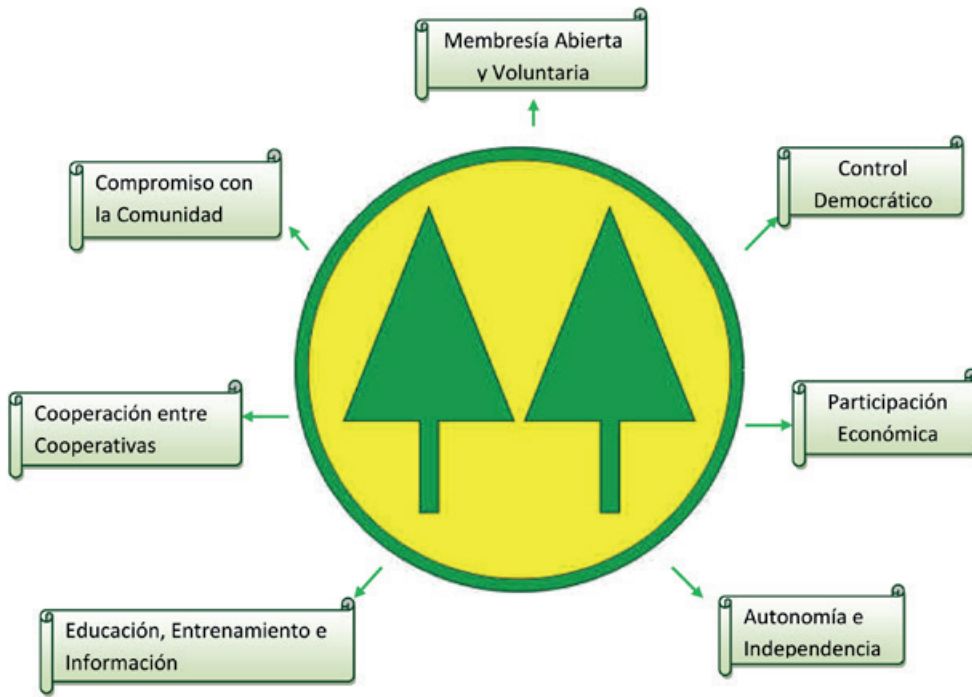 Membresía Abierta
y Voluntaria
Control
Democrático
Participación
Económica
Autonomía e
Independencia
Educación, Entrenamiento e
Información
Cooperación entre
Cooperativas
Compromiso con
la Comunidad